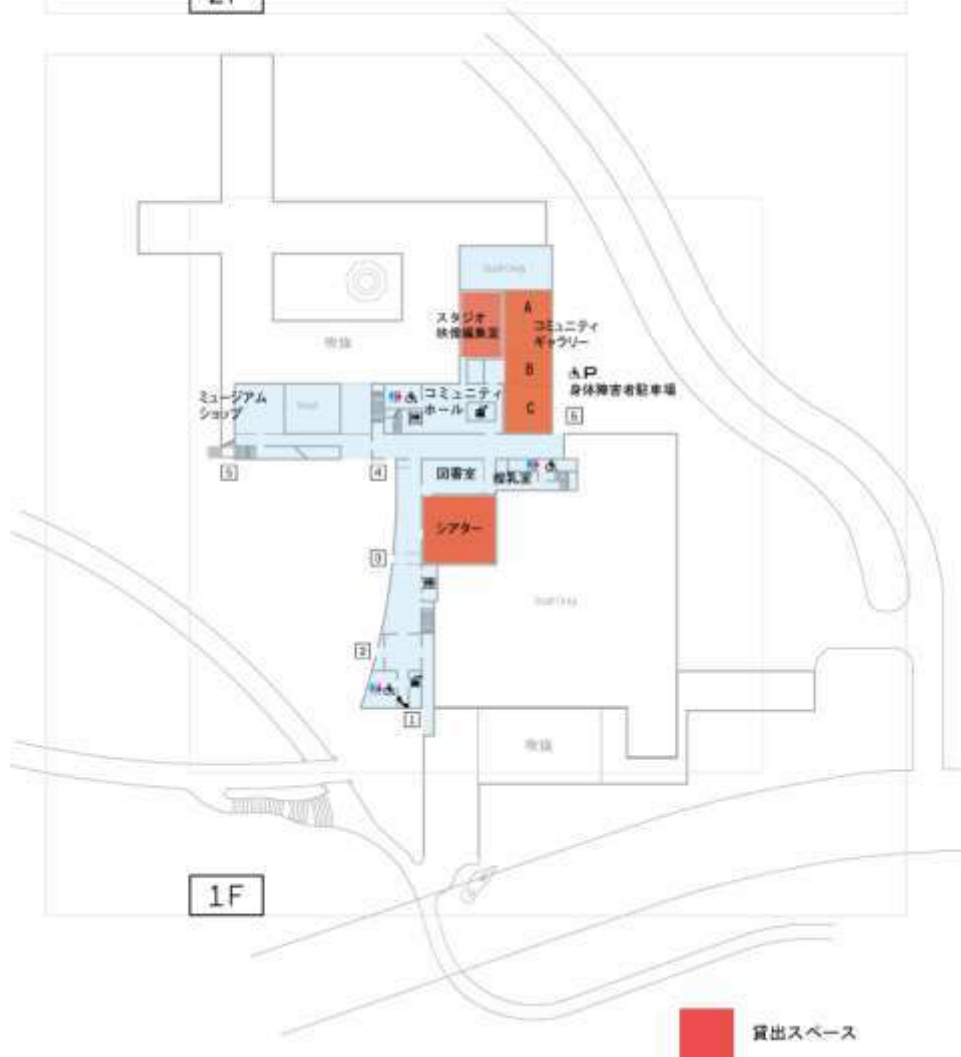 スタジオ
映像編集室
A
コミュニティ
ギャラリー
B
P
身体障害者駐車場
ミュージアム
ショップ
コミュニティ
ホール
C
6
5
4
図書室
授乳室
シアター
3
2
1
1F
貸出スペース